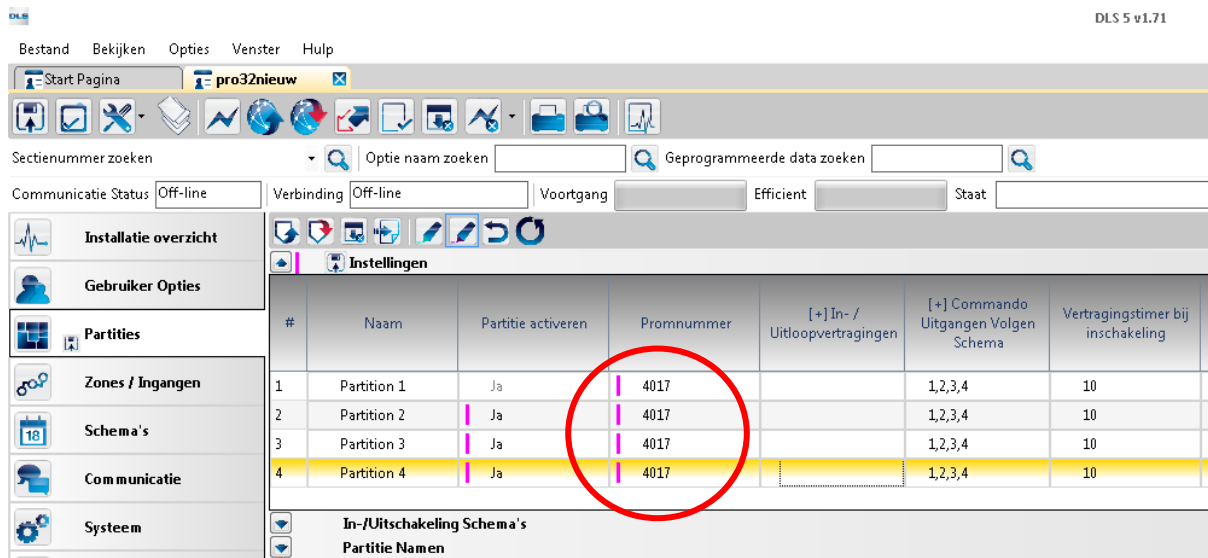 DLS
DLS 5 v1.71
Bestand Bekijken Opties Venster Hulp
Start Pagina pro32nieuw
Sectienummer zoeken Optie naam zoeken Geprogrammeerde data zoeken
Communicatie Status Off-line Verbinding Off-line Voortgang Efficient Staat
Installatie overzicht
Gebruiker Opties
Partities
Zones / Ingangen
18 Schema's
Communicatie
Systeem
Instellingen
# Naam Partitie activeren Promnummer [+] In- / Uitloopvertragingen [+] Commando Uitgangen Volgen Schema Vertragingstimer bij inschakeling
1 Partition 1 Ja 4017 1,2,3,4 10
2 Partition 2 Ja 4017 1,2,3,4 10
3 Partition 3 Ja 4017 1,2,3,4 10
4 Partition 4 Ja 4017 1,2,3,4 10
In-/Uitschakeling Schema's
Partitie Namen